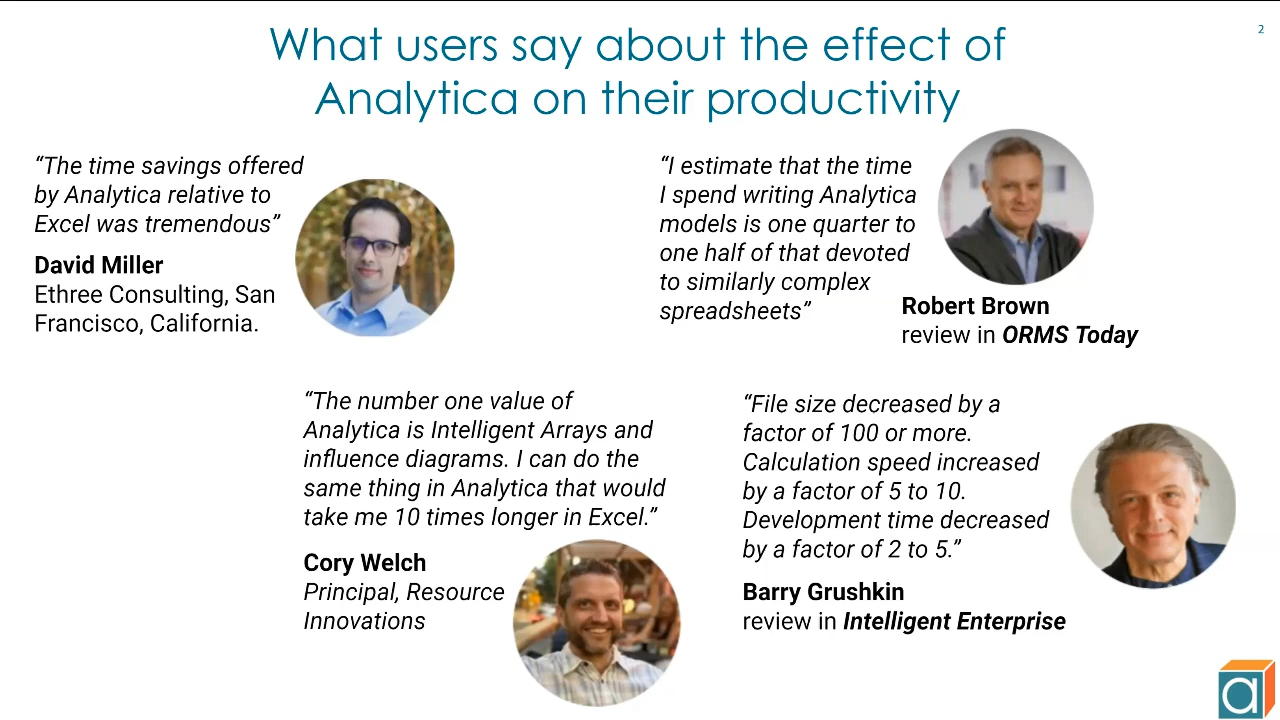 What users say about the effect of
Analytica on their productivity
2
“The time savings offered
by Analytica relative to
Excel was tremendous”
David Miller
Ethree Consulting, San
Francisco, California.
“I estimate that the time
I spend writing Analytica
models is one quarter to
one half of that devoted
to similarly complex
spreadsheets”
Robert Brown
review in ORMS Today
“The number one value of
Analytica is Intelligent Arrays and
influence diagrams. I can do the
same thing in Analytica that would
take me 10 times longer in Excel.”
Cory Welch
Principal, Resource
Innovations
“File size decreased by a
factor of 100 or more.
Calculation speed increased
by a factor of 5 to 10.
Development time decreased
by a factor of 2 to 5.”
Barry Grushkin
review in Intelligent Enterprise
a